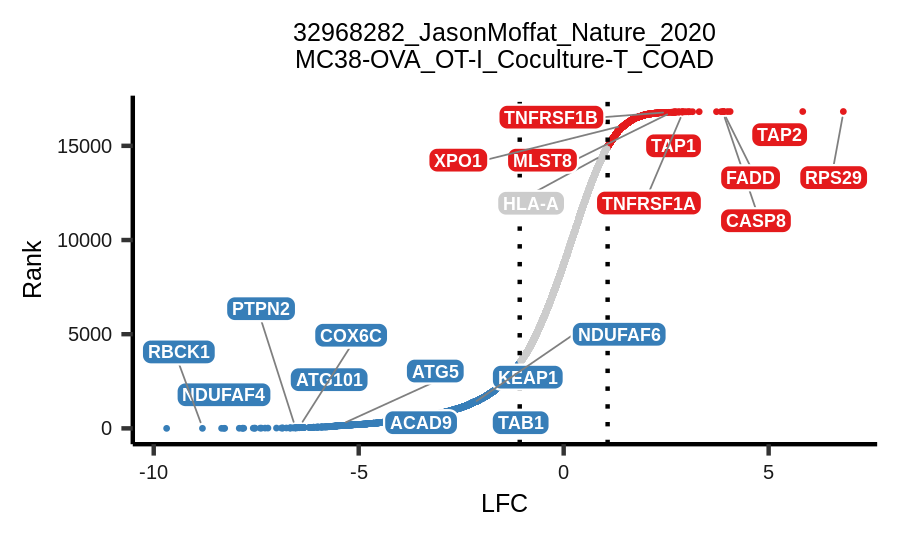 32968282_JasonMoffat_Nature_2020
MC38-OVA_OT-I_Coculture-T_COAD
Rank
15000
10000
5000
0
TNFRSF1B
XPO1
MLST8
TAP1
TAP2
FADD
RPS29
HLA-A
TNFRSF1A
CASP8
PTPN2
COX6C
NDUFAF6
RBCK1
ATG5
KEAP1
ATG101
NDUFAF4
ACAD9
TAB1
-10
-5
0
5
LFC